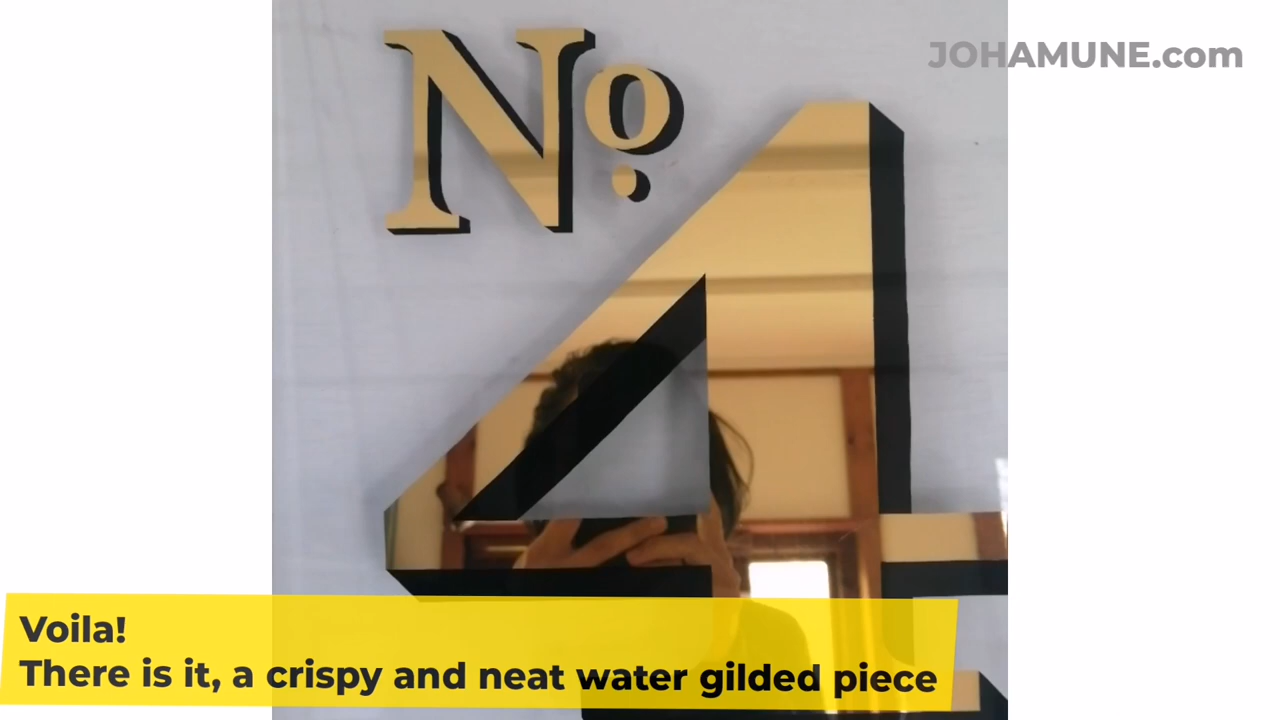 JOHAMUNE.com
No.
4
Voila!
There is it, a crispy and neat water gilded piece